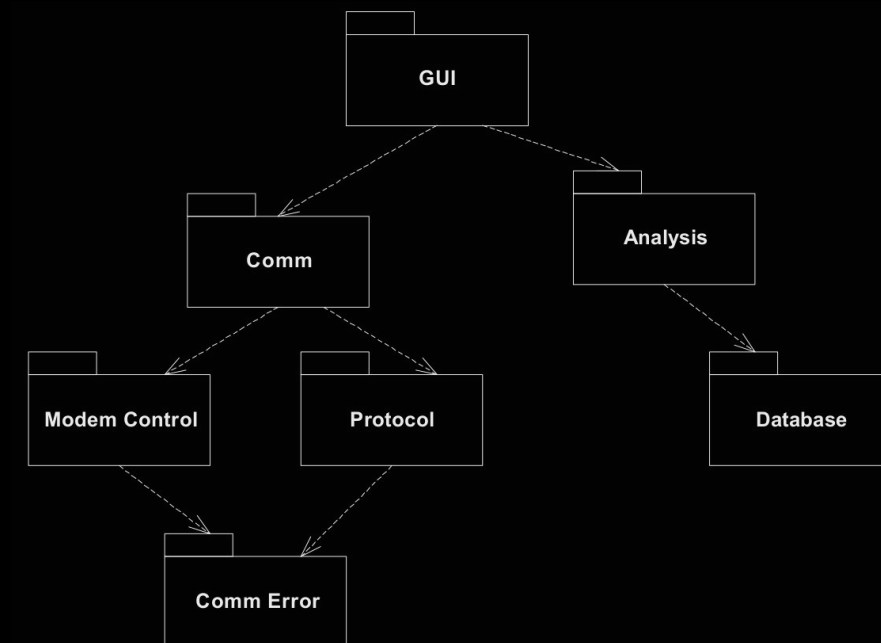 GUI
Analysis
Comm
Modem Control
Protocol
Database
Comm Error